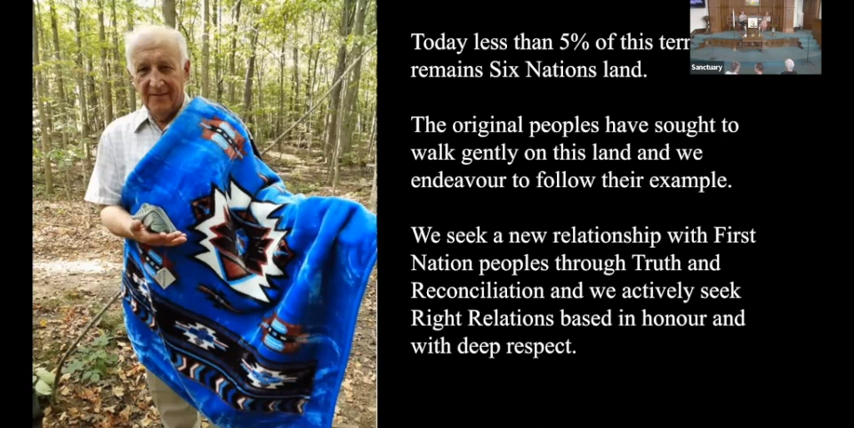 Today less than 5% of this
remains Six Nations land.
The original peoples have sought to
walk gently on this land and we
endeavour to follow their example.
We seek a new relationship with First
Nation peoples through Truth and
Reconciliation and we actively seek
Right Relations based in honour and
with deep respect.
Sanctuary